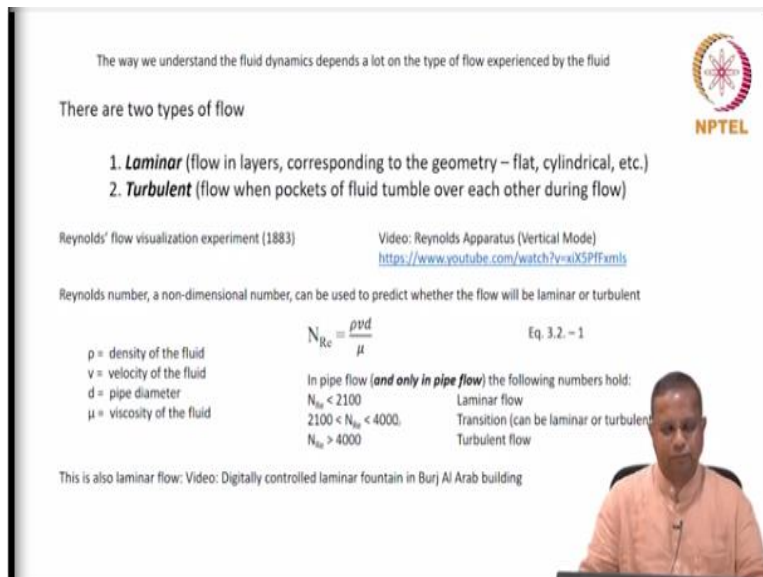 The way we understand the fluid dynamics depends a lot on the type of flow experienced by the fluid
NPTEL
There are two types of flow
1. Laminar (flow in layers, corresponding to the geometry – flat, cylindrical, etc.)
2. Turbulent (flow when pockets of fluid tumble over each other during flow)
Reynolds' flow visualization experiment (1883)
Video: Reynolds Apparatus (Vertical Mode)
https://www.youtube.com/watch?v=xiX5PfFxmIs
Reynolds number, a non-dimensional number, can be used to predict whether the flow will be laminar or turbulent
N_Re = ρvd/μ Eq. 3.2. – 1
ρ = density of the fluid
v = velocity of the fluid
d = pipe diameter
μ = viscosity of the fluid
In pipe flow (and only in pipe flow) the following numbers hold:
N_Re < 2100 Laminar flow
2100 < N_Re < 4000, Transition (can be laminar or turbulent
N_Re > 4000 Turbulent flow
This is also laminar flow: Video: Digitally controlled laminar fountain in Burj Al Arab building